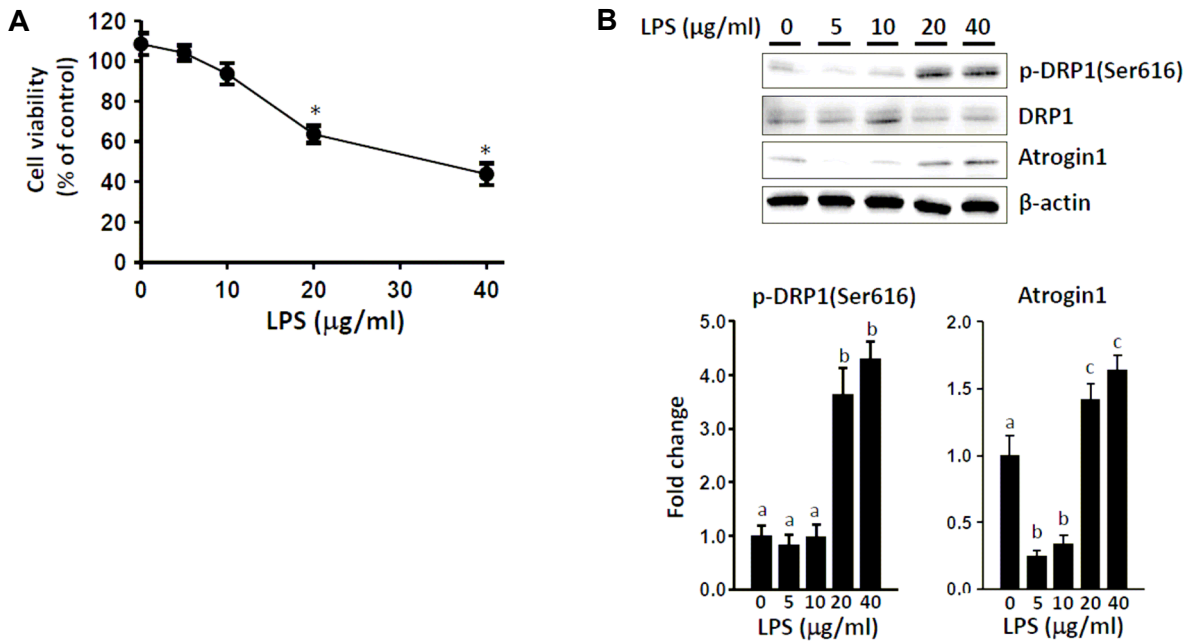 A
120
100
80
60
40
20
0
Cell viability
(% of control)
*
*
0 10 20 30 40
LPS (μg/ml)
B
LPS (μg/ml) 0 5 10 20 40
p-DRP1(Ser616)
DRP1
Atrogin1
β-actin
p-DRP1(Ser616)
5.0
4.0
3.0
2.0
1.0
0.0
Fold change
a a a b b
0 5 10 20 40
LPS (μg/ml)
Atrogin1
2.0
1.5
1.0
0.5
0.0
a b b c c
0 5 10 20 40
LPS (μg/ml)